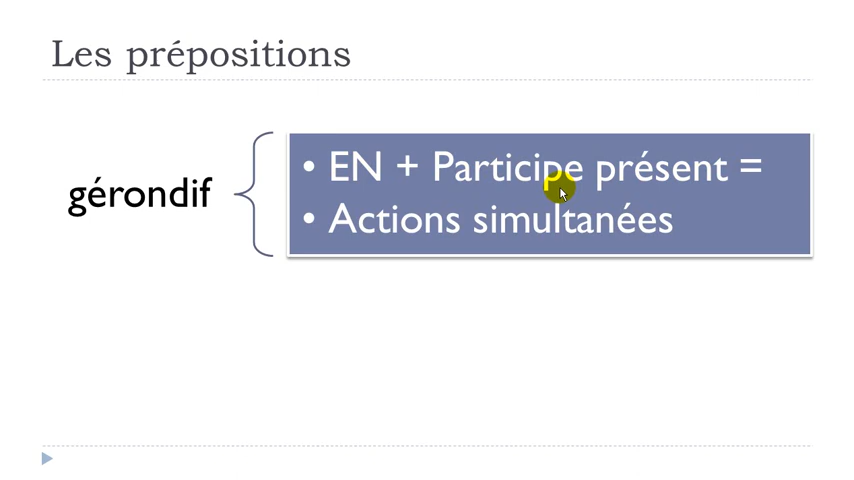 Les prépositions
gérondif
• EN + Participe présent =
• Actions simultanées